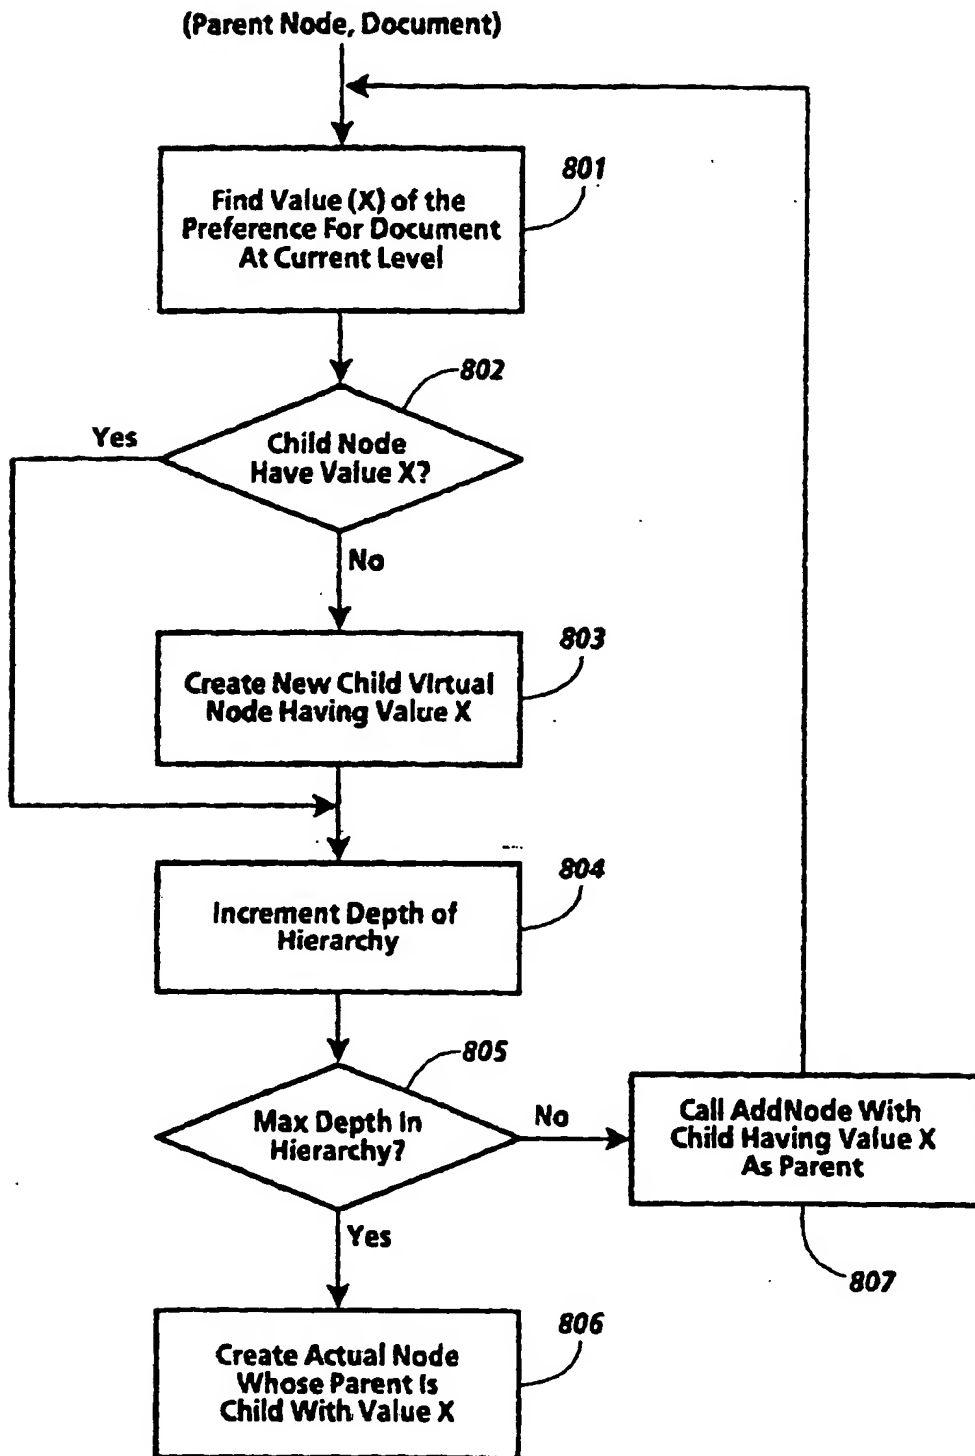 (Parent Node, Document)
801
Find Value (X) of the
Preference For Document
At Current Level
802
Yes
Child Node
Have Value X?
No
803
Create New Child Virtual
Node Having Value X
804
Increment Depth of
Hierarchy
805
Max Depth In
Hierarchy?
No
Call AddNode With
Child Having Value X
As Parent
Yes
807
806
Create Actual Node
Whose Parent Is
Child With Value X